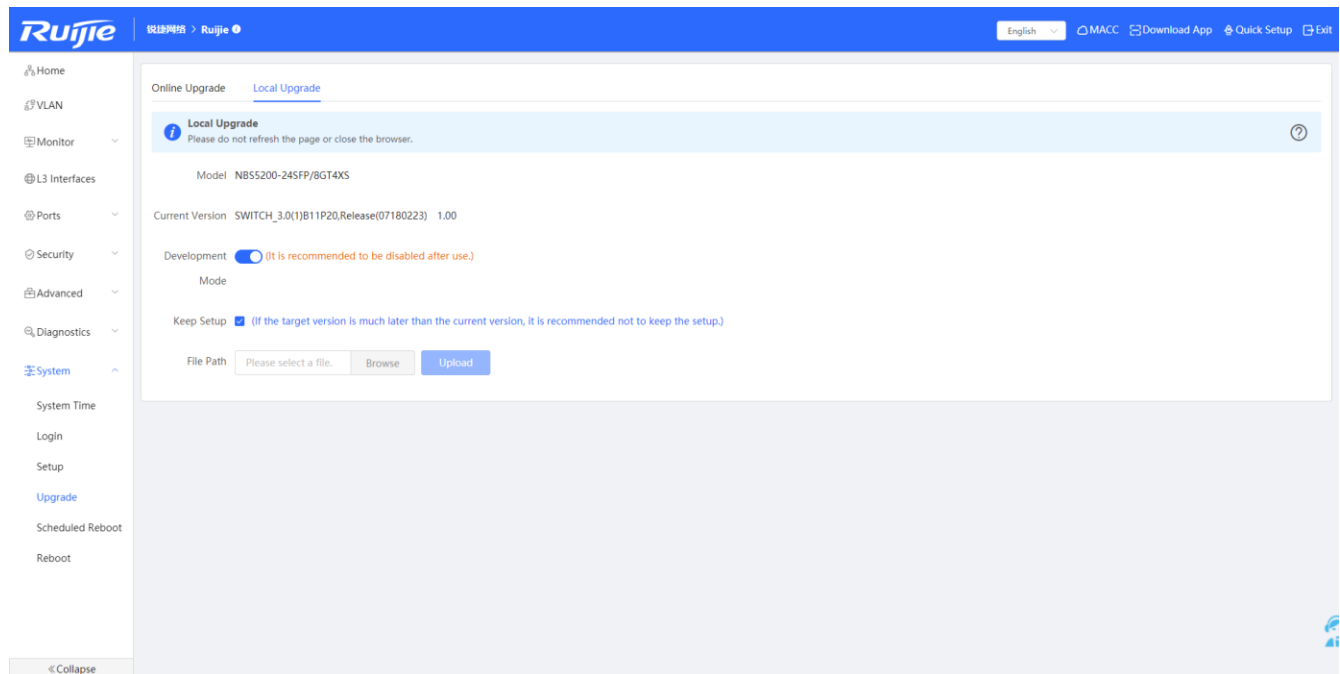 Ruijie
锐捷网络 > Ruijie
English
MACC
Download App
Quick Setup
Exit
Home
VLAN
Monitor
L3 Interfaces
Ports
Security
Advanced
Diagnostics
System
System Time
Login
Setup
Upgrade
Scheduled Reboot
Reboot
«Collapse
Online Upgrade
Local Upgrade
Local Upgrade
Please do not refresh the page or close the browser.
Model NBS5200-24SFP/8GT4XS
Current Version SWITCH_3.0(1)B11P20,Release(07180223) 1.00
Development (It is recommended to be disabled after use.)
Mode
Keep Setup (If the target version is much later than the current version, it is recommended not to keep the setup.)
File Path Please select a file. Browse Upload